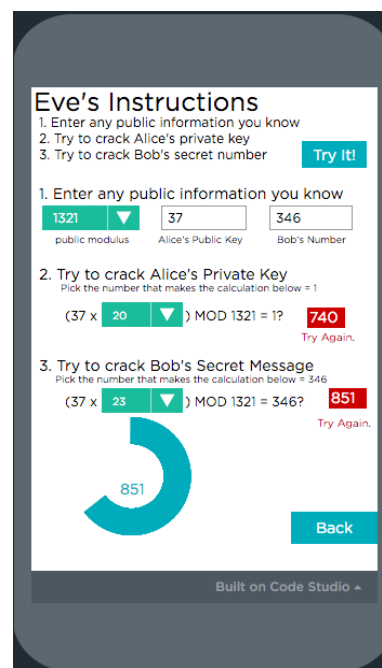 Eve's Instructions
1. Enter any public information you know
2. Try to crack Alice's private key
3. Try to crack Bob's secret number
Try It!
1. Enter any public information you know
1321 37 346
public modulus Alice's Public Key Bob's Number
2. Try to crack Alice's Private Key
Pick the number that makes the calculation below = 1
(37 x 20 ) MOD 1321 = 1? 740
Try Again.
3. Try to crack Bob's Secret Message
Pick the number that makes the calculation below = 346
(37 x 23 ) MOD 1321 = 346? 851
Try Again.
851
Back
Built on Code Studio